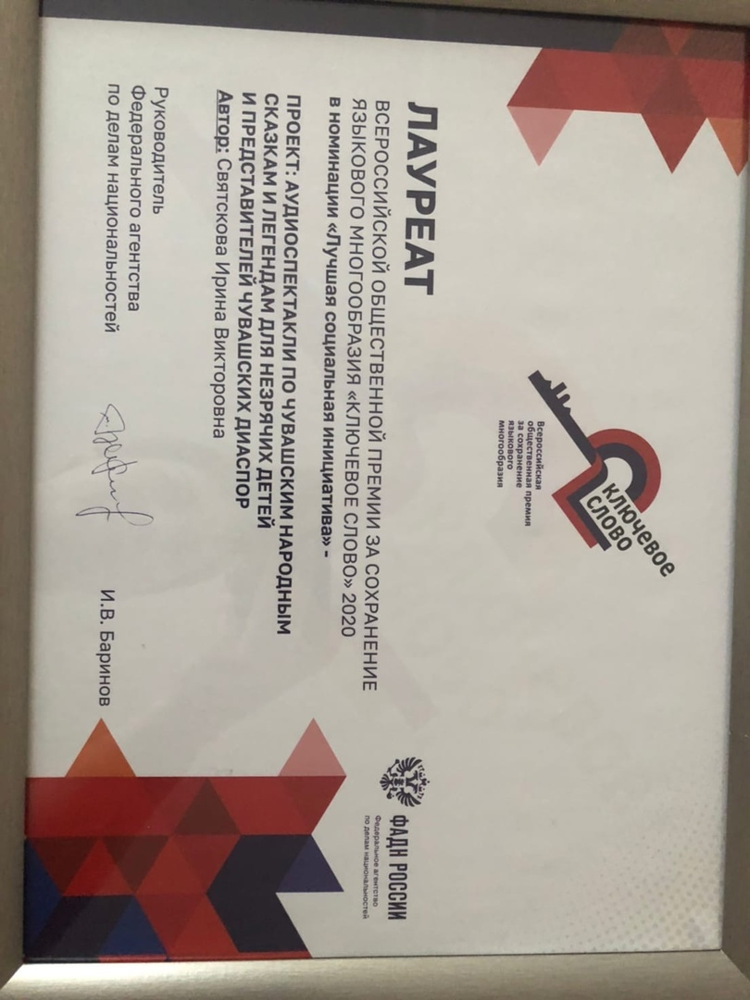 КЛЮЧЕВОЕ
СЛОВО
Всероссийская
общественная премия
за сохранение
языкового
многообразия
ФАДН РОССИИ
Федеральное агентство
по делам национальностей
ЛАУРЕАТ
ВСЕРОССИЙСКОЙ ОБЩЕСТВЕННОЙ ПРЕМИИ ЗА СОХРАНЕНИЕ
ЯЗЫКОВОГО МНОГООБРАЗИЯ «КЛЮЧЕВОЕ СЛОВО» 2020
в номинации «Лучшая социальная инициатива» -
ПРОЕКТ: АУДИОСПЕКТАКЛИ ПО ЧУВАШСКИМ НАРОДНЫМ
СКАЗКАМ И ЛЕГЕНДАМ ДЛЯ НЕЗРЯЧИХ ДЕТЕЙ
И ПРЕДСТАВИТЕЛЕЙ ЧУВАШСКИХ ДИАСПОР
Автор: Святскова Ирина Викторовна
Руководитель
Федерального агентства
по делам национальностей
И.В. Баринов